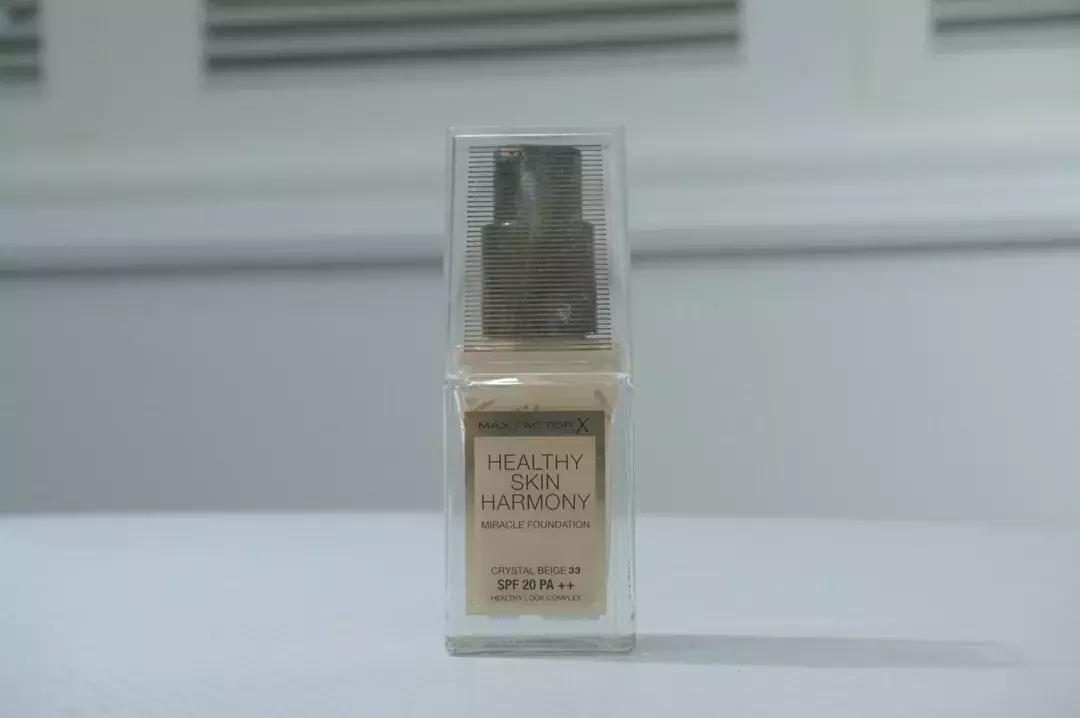 MAX FACTOR X
HEALTHY
SKIN
HARMONY
MIRACLE FOUNDATION
CRYSTAL BEIGE 33
SPF 20 PA ++
HEALTHY LOOK COMPLEX